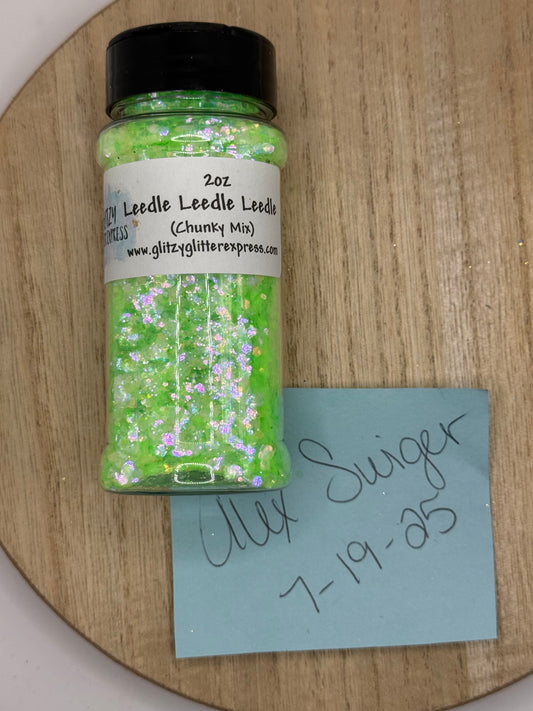 2oz
Leedle Leedle Leedle
(Chunky Mix)
www.glitzyglitterexpress.com
Alex Swiger
7-19-25